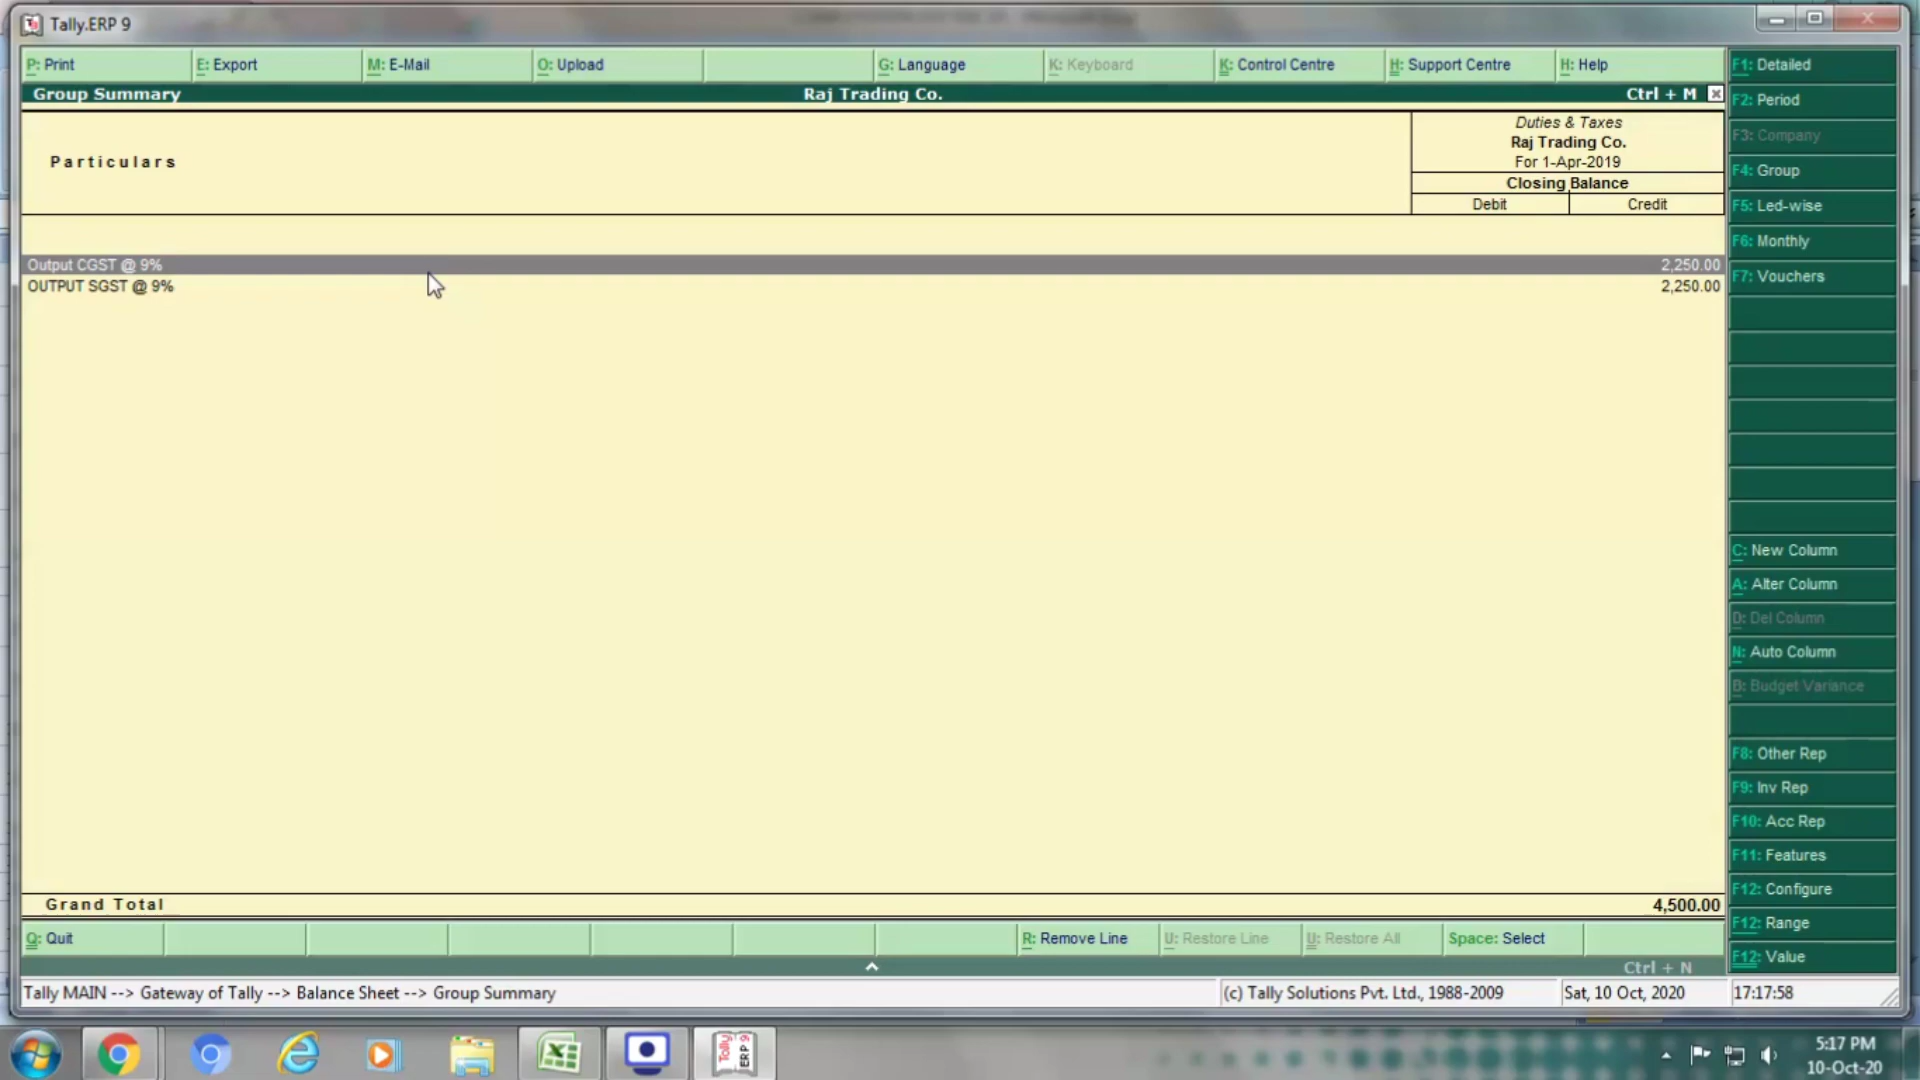 Tally.ERP 9
P: Print
E: Export
M: E-Mail
O: Upload
G: Language
K: Keyboard
K: Control Centre
H: Support Centre
H: Help
Group Summary
Raj Trading Co.
Ctrl + M
Particulars
Duties & Taxes
Raj Trading Co.
For 1-Apr-2019
Closing Balance
Debit
Credit
Output CGST @ 9%
2,250.00
OUTPUT SGST @ 9%
2,250.00
Grand Total
4,500.00
F1: Detailed
F2: Period
F3: Company
F4: Group
F5: Led-wise
F6: Monthly
F7: Vouchers
C: New Column
A: Alter Column
D: Del Column
N: Auto Column
B: Budget Variance
F8: Other Rep
F9: Inv Rep
F10: Acc Rep
F11: Features
F12: Configure
F12: Range
F12: Value
Q: Quit
R: Remove Line
U: Restore Line
U: Restore All
Space: Select
Ctrl + N
Tally MAIN --> Gateway of Tally --> Balance Sheet --> Group Summary
(c) Tally Solutions Pvt. Ltd., 1988-2009
Sat, 10 Oct, 2020
17:17:58
Tally
ERP 9
5:17 PM
10-Oct-20